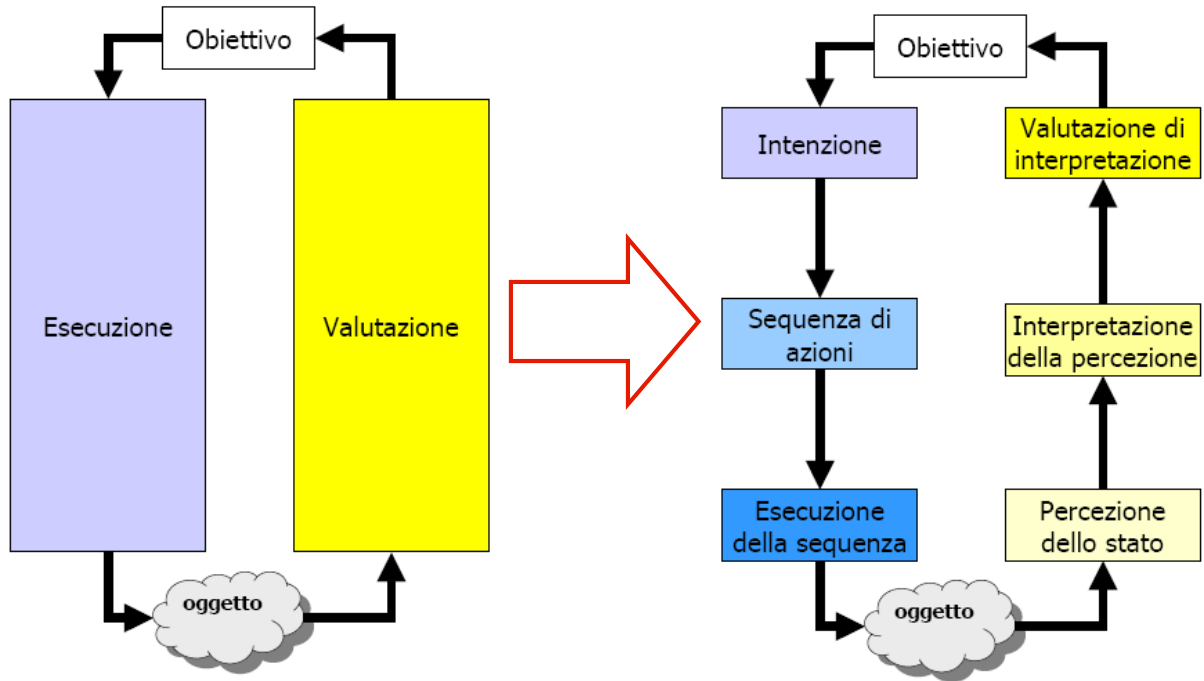 Obiettivo
Esecuzione
Valutazione
oggetto
Obiettivo
Intenzione
Sequenza di
azioni
Esecuzione
della sequenza
oggetto
Percezione
dello stato
Interpretazione
della percezione
Valutazione di
interpretazione